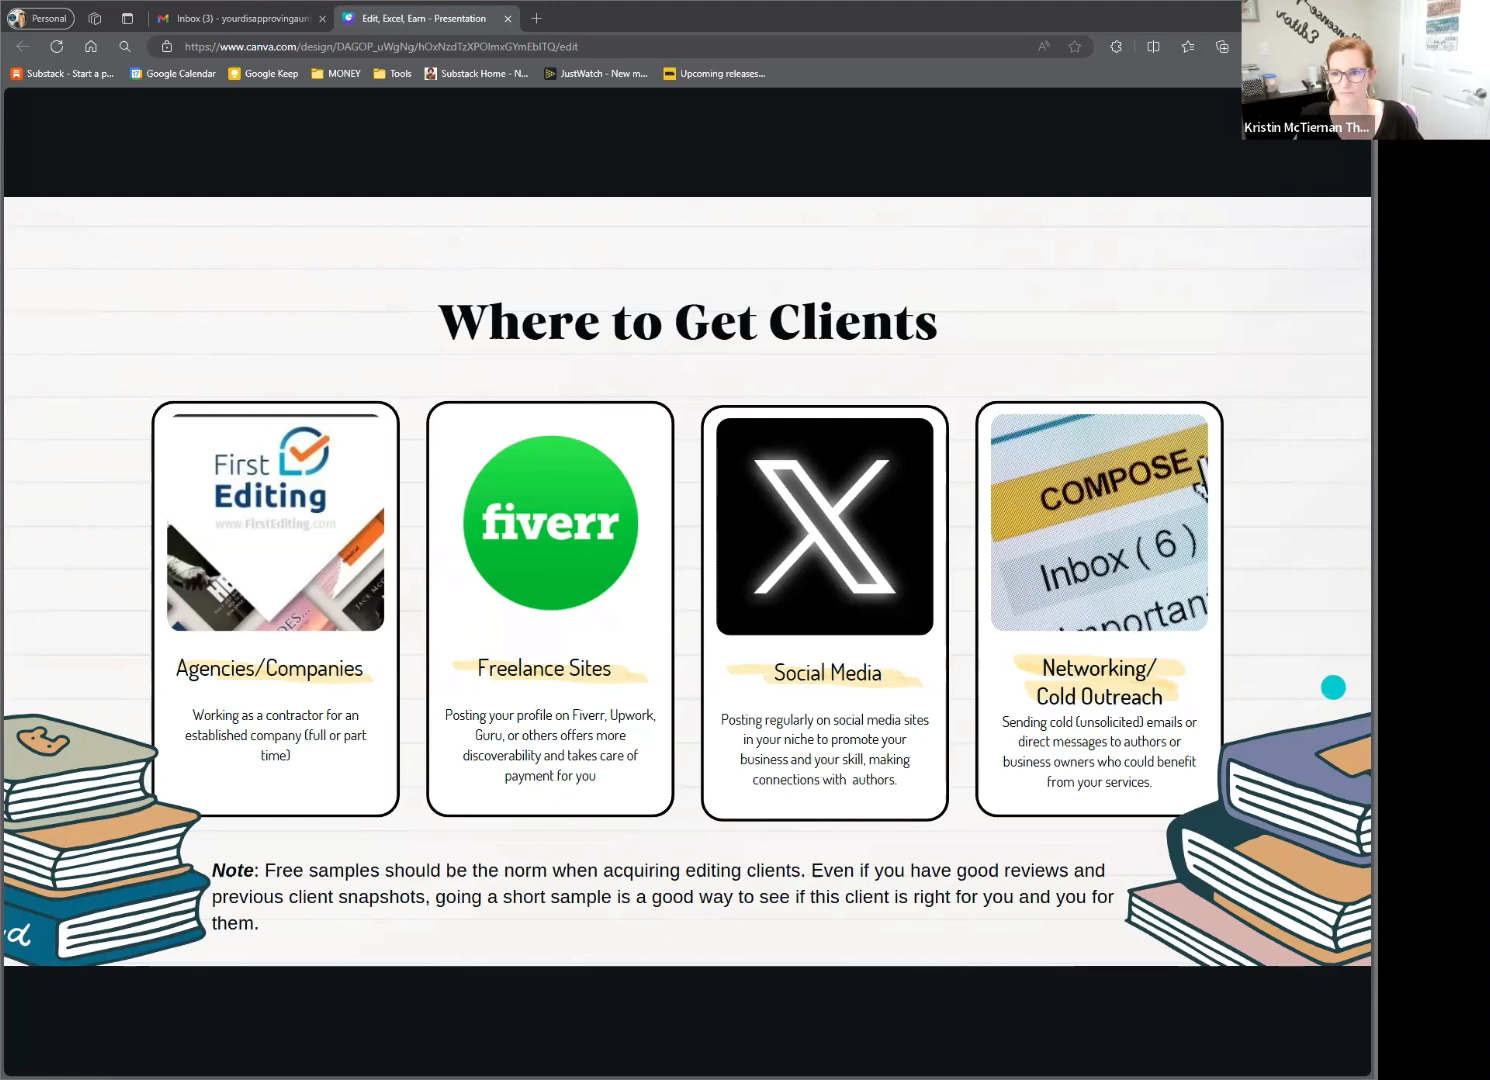 Personal
Inbox (3) - yourdisapprovingaun
Edit, Excel, Earn - Presentation
https://www.canva.com/design/DAGOP_uWgNg/hOxNzdTzXPOlmxGYmEblTQ/edit
Substack - Start a p...
Google Calendar
Google Keep
MONEY
Tools
Substack Home - N...
JustWatch - New m...
Upcoming releases...
Editor
Kristin McTiernan Th...
Where to Get Clients
First
Editing
www.FirstEditing.com
fiverr
X
COMPOSE
Inbox ( 6 )
Important
Agencies/Companies
Working as a contractor for an
established company (full or part
time)
Freelance Sites
Posting your profile on Fiverr, Upwork,
Guru, or others offers more
discoverability and takes care of
payment for you
Social Media
Posting regularly on social media sites
in your niche to promote your
business and your skill, making
connections with authors.
Networking/
Cold Outreach
Sending cold (unsolicited) emails or
direct messages to authors or
business owners who could benefit
from your services.
Note: Free samples should be the norm when acquiring editing clients. Even if you have good reviews and
previous client snapshots, going a short sample is a good way to see if this client is right for you and you for
them.